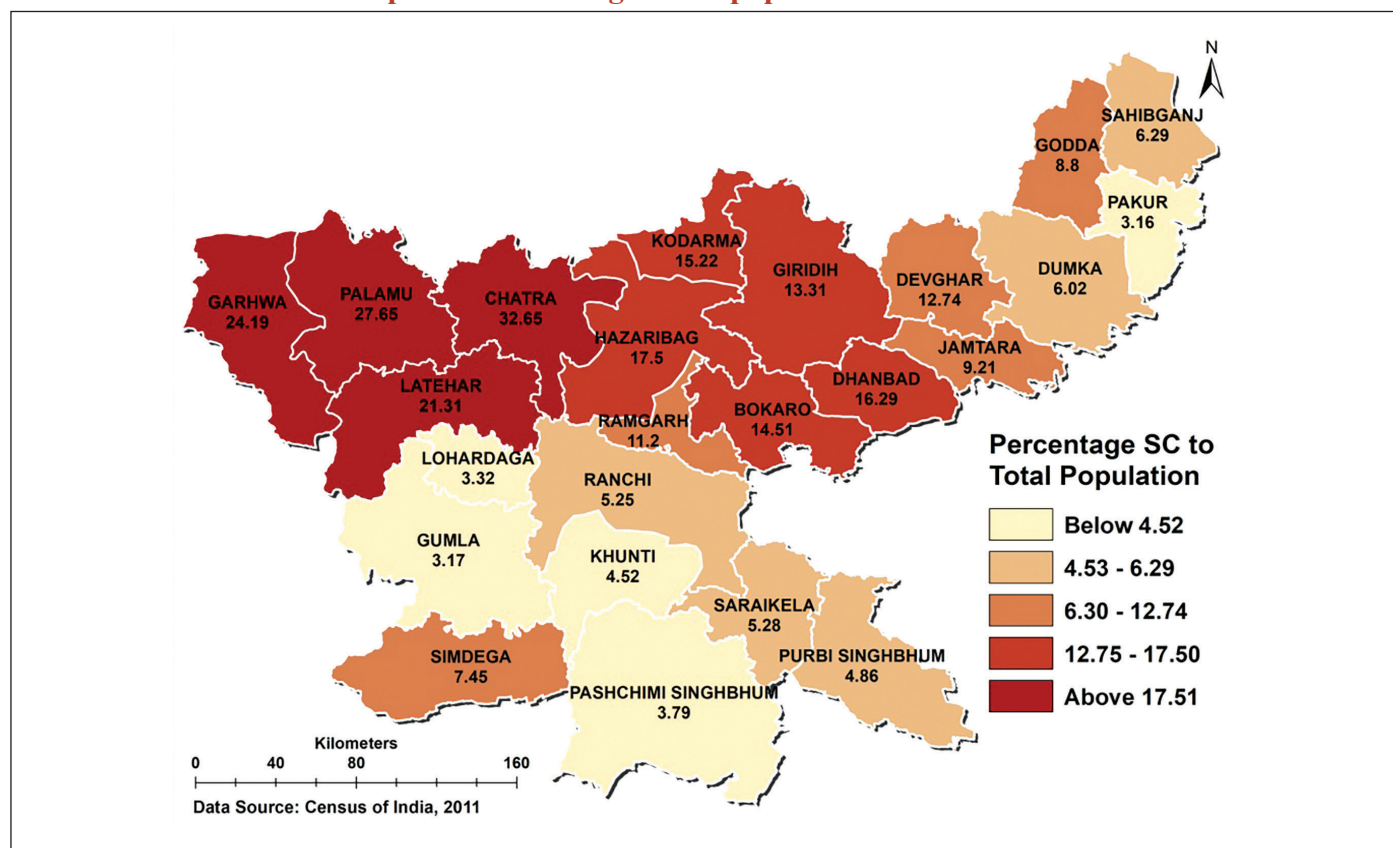 N
SAHIBGANJ
6.29
GODDA
8.8
PAKUR
3.16
KODARMA
15.22
GIRIDIH
13.31
DEVGHAR
12.74
DUMKA
6.02
GARHWA
24.19
PALAMU
27.65
CHATRA
32.65
HAZARIBAG
17.5
JAMTARA
9.21
LATEHAR
21.31
DHANBAD
16.29
RAMGARH
11.2
BOKARO
14.51
LOHARDAGA
3.32
RANCHI
5.25
GUMLA
3.17
KHUNTI
4.52
SARAIKELA
5.28
SIMDEGA
7.45
PURBI SINGHBHUM
4.86
PASHCHIMI SINGHBHUM
3.79
Percentage SC to
Total Population
Below 4.52
4.53 - 6.29
6.30 - 12.74
12.75 - 17.50
Above 17.51
Kilometers
0 40 80 160
Data Source: Census of India, 2011